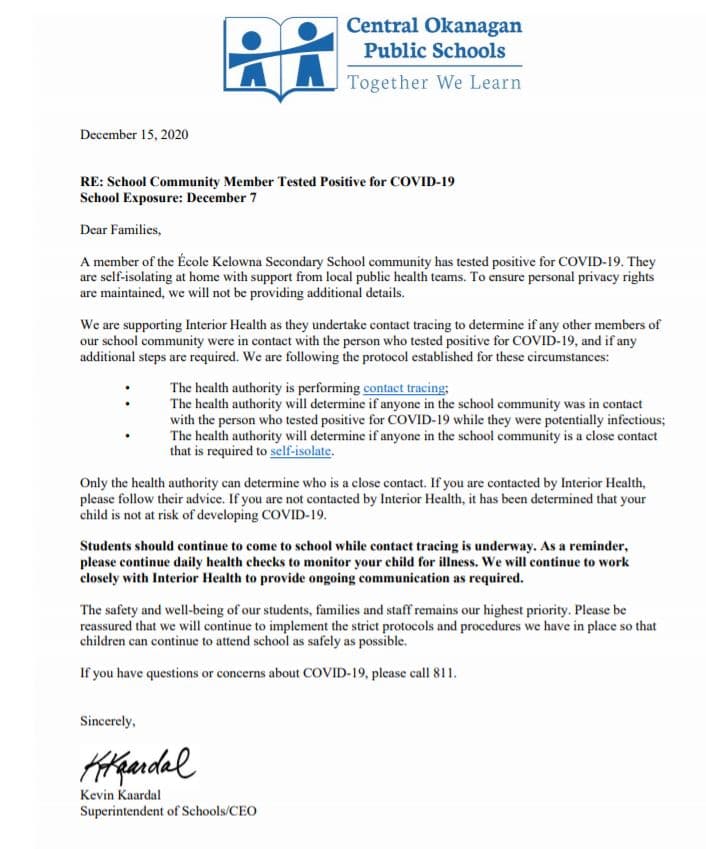 Central Okanagan
Public Schools
Together We Learn
December 15, 2020
RE: School Community Member Tested Positive for COVID-19
School Exposure: December 7
Dear Families,
A member of the École Kelowna Secondary School community has tested positive for COVID-19. They
are self-isolating at home with support from local public health teams. To ensure personal privacy rights
are maintained, we will not be providing additional details.
We are supporting Interior Health as they undertake contact tracing to determine if any other members of
our school community were in contact with the person who tested positive for COVID-19, and if any
additional steps are required. We are following the protocol established for these circumstances:
• The health authority is performing contact tracing;
• The health authority will determine if anyone in the school community was in contact
with the person who tested positive for COVID-19 while they were potentially infectious;
• The health authority will determine if anyone in the school community is a close contact
that is required to self-isolate.
Only the health authority can determine who is a close contact. If you are contacted by Interior Health,
please follow their advice. If you are not contacted by Interior Health, it has been determined that your
child is not at risk of developing COVID-19.
Students should continue to come to school while contact tracing is underway. As a reminder,
please continue daily health checks to monitor your child for illness. We will continue to work
closely with Interior Health to provide ongoing communication as required.
The safety and well-being of our students, families and staff remains our highest priority. Please be
reassured that we will continue to implement the strict protocols and procedures we have in place so that
children can continue to attend school as safely as possible.
If you have questions or concerns about COVID-19, please call 811.
Sincerely,
KKaardal
Kevin Kaardal
Superintendent of Schools/CEO